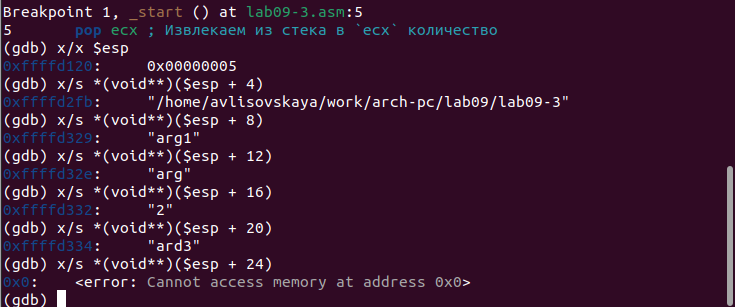 Breakpoint 1, _start () at lab09-3.asm:5
5 pop ecx ; Извлекаем из стека в `ecx` количество
(gdb) x/x $esp
0xffffd120: 0x00000005
(gdb) x/s *(void**)($esp + 4)
0xffffd2fb: "/home/avlisovskaya/work/arch-pc/lab09/lab09-3"
(gdb) x/s *(void**)($esp + 8)
0xffffd329: "arg1"
(gdb) x/s *(void**)($esp + 12)
0xffffd32e: "arg"
(gdb) x/s *(void**)($esp + 16)
0xffffd332: "2"
(gdb) x/s *(void**)($esp + 20)
0xffffd334: "ard3"
(gdb) x/s *(void**)($esp + 24)
0x0: <error: Cannot access memory at address 0x0>
(gdb)